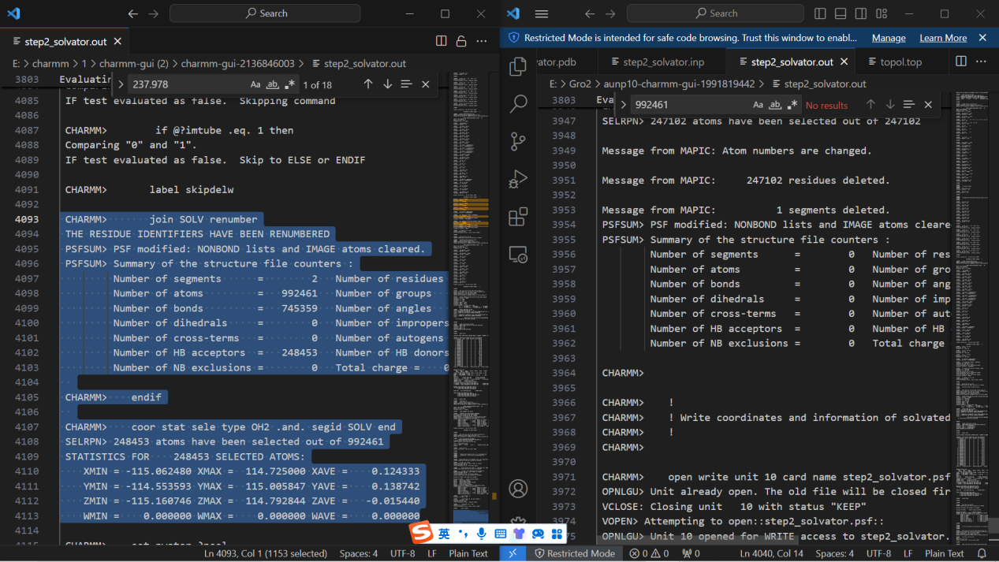 Search
step2_solvator.out
E: > charmm > 1 > charmm-gui (2) > charmm-gui-2136846003 > step2_solvator.out
3803 Evaluatin
237.978
Aa ab .* 1 of 18
4085 IF test evaluated as false.  Skipping command
4086
4087 CHARMM>        if @?imtube .eq. 1 then
4088 Comparing "0" and "1".
4089 IF test evaluated as false.  Skip to ELSE or ENDIF
4090
4091 CHARMM>       label skipdelw
4092
4093 CHARMM>       join SOLV renumber
4094 THE RESIDUE IDENTIFIERS HAVE BEEN RENUMBERED
4095 PSFSUM> PSF modified: NONBOND lists and IMAGE atoms cleared.
4096 PSFSUM> Summary of the structure file counters :
4097 Number of segments      =        2   Number of residues
4098 Number of atoms         =   992461   Number of groups
4099 Number of bonds         =   745359   Number of angles
4100 Number of dihedrals     =        0   Number of impropers
4101 Number of cross-terms   =        0   Number of autogens
4102 Number of HB acceptors  =   248453   Number of HB donors
4103 Number of NB exclusions =        0   Total charge =    0
4104
4105 CHARMM>    endif
4106
4107 CHARMM>    coor stat sele type OH2 .and. segid SOLV end
4108 SELRPN> 248453 atoms have been selected out of 992461
4109 STATISTICS FOR    248453 SELECTED ATOMS:
4110 XMIN = -115.062480 XMAX =  114.725000 XAVE =    0.124333
4111 YMIN = -114.553593 YMAX =  115.005847 YAVE =    0.138742
4112 ZMIN = -115.160746 ZMAX =  114.792844 ZAVE =   -0.015440
4113 WMIN =    0.000000 WMAX =    0.000000 WAVE =    0.000000
4114
Ln 4093, Col 1 (1153 selected) Spaces: 4 UTF-8 LF Plain Text
英
Search
Restricted Mode is intended for safe code browsing. Trust this window to enabl... Manage Learn More
vator.pdb step2_solvator.inp step2_solvator.out topol.top
E: > Gro2 > aunp10-charmm-gui-1991819442 > step2_solvator.out
3803 Eva
992461
Aa ab .* No results
3947 SELRPN> 247102 atoms have been selected out of 247102
3948
3949 Message from MAPIC: Atom numbers are changed.
3950
3951 Message from MAPIC:     247102 residues deleted.
3952
3953 Message from MAPIC:          1 segments deleted.
3954 PSFSUM> PSF modified: NONBOND lists and IMAGE atoms cleare
3955 PSFSUM> Summary of the structure file counters :
3956 Number of segments      =        0   Number of res
3957 Number of atoms         =        0   Number of gro
3958 Number of bonds         =        0   Number of ang
3959 Number of dihedrals     =        0   Number of imp
3960 Number of cross-terms   =        0   Number of aut
3961 Number of HB acceptors  =        0   Number of HB
3962 Number of NB exclusions =        0   Total charge
3963
3964 CHARMM>
3965
3966 CHARMM>    !
3967 CHARMM>    ! Write coordinates and information of solvated
3968 CHARMM>    !
3969 CHARMM>
3970
3971 CHARMM>    open write unit 10 card name step2_solvator.psf
3972 OPNLGU> Unit already open. The old file will be closed fir
3973 VCLOSE: Closing unit   10 with status "KEEP"
3974 VOPEN> Attempting to open::step2_solvator.psf::
OPNLGU> Unit 10 opened for WRITE access to step2_solvator.
Restricted Mode 0 0 0 Ln 4040, Col 14 Spaces: 4 UTF-8 LF Plain Text